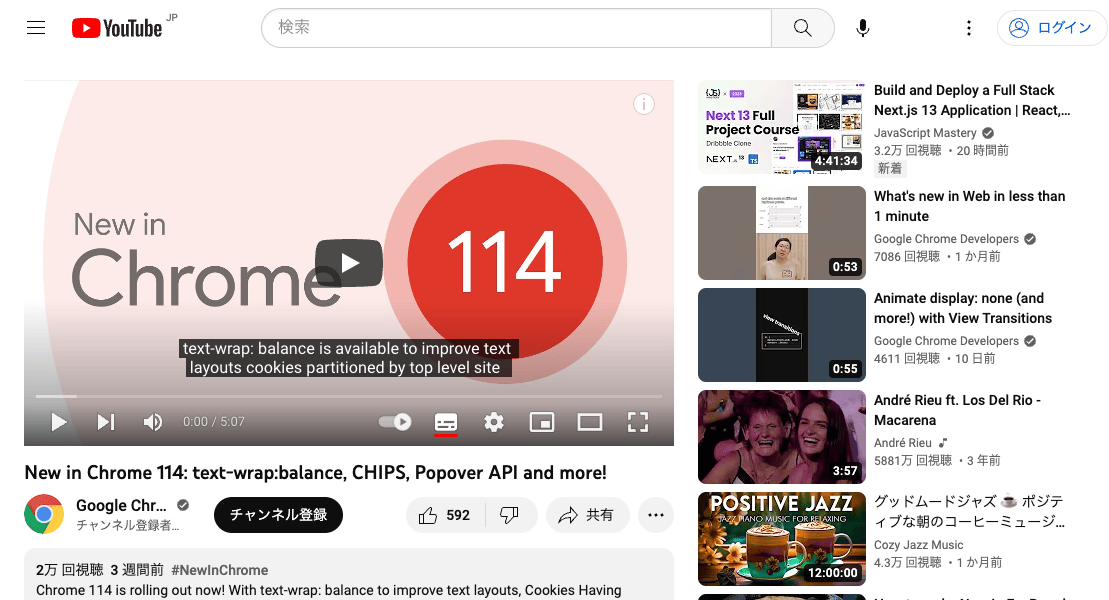 YouTube JP
検索
ログイン
New in
Chrome
114
text-wrap: balance is available to improve text
layouts cookies partitioned by top level site
0:00 / 5:07
New in Chrome 114: text-wrap:balance, CHIPS, Popover API and more!
Google Chr...
チャンネル登録者...
チャンネル登録
592
共有
2万 回視聴 3 週間前 #NewInChrome
Chrome 114 is rolling out now! With text-wrap: balance to improve text layouts, Cookies Having
JS × 2023
Next 13 Full
Project Course
Dribbble Clone
NEXT.JS 13 TS
4:41:34
Build and Deploy a Full Stack
Next.js 13 Application | React,...
JavaScript Mastery
3.2万 回視聴 ・20 時間前
新着
0:53
What's new in Web in less than
1 minute
Google Chrome Developers
7086 回視聴 ・1 か月前
view transitions
0:55
Animate display: none (and
more!) with View Transitions
Google Chrome Developers
4611 回視聴 ・10 日前
3:57
André Rieu ft. Los Del Rio -
Macarena
André Rieu
5881万 回視聴 ・3 年前
POSITIVE JAZZ
JAZZ PIANO MUSIC FOR RELAXING
12:00:00
グッドムードジャズ ☕ ポジティ
ィブな朝のコーヒーミュージ...
Cozy Jazz Music
4.3万 回視聴 ・1 か月前